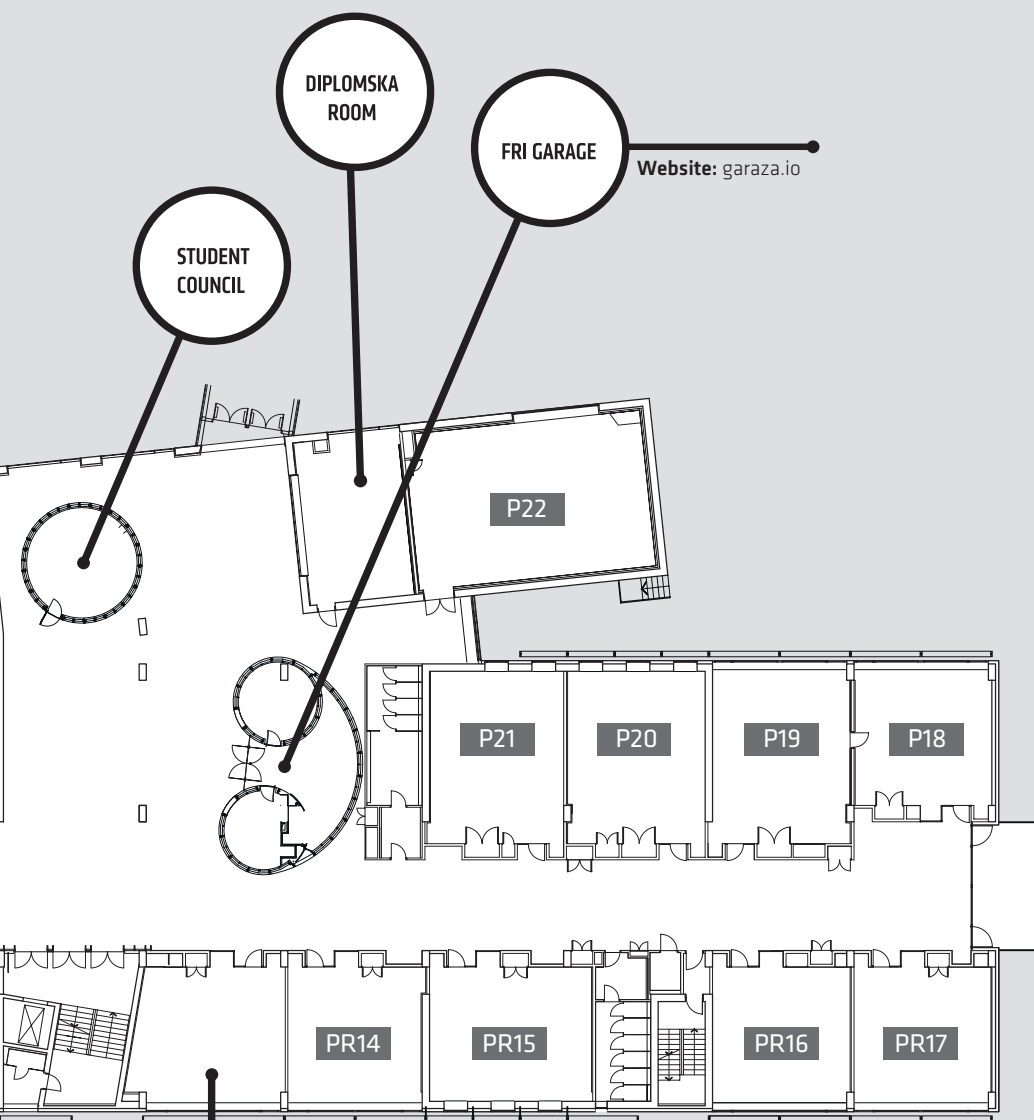 DIPLOMSKA
ROOM
FRI GARAGE
Website: garaza.io
STUDENT
COUNCIL
P22
P21
P20
P19
P18
PR14
PR15
PR16
PR17